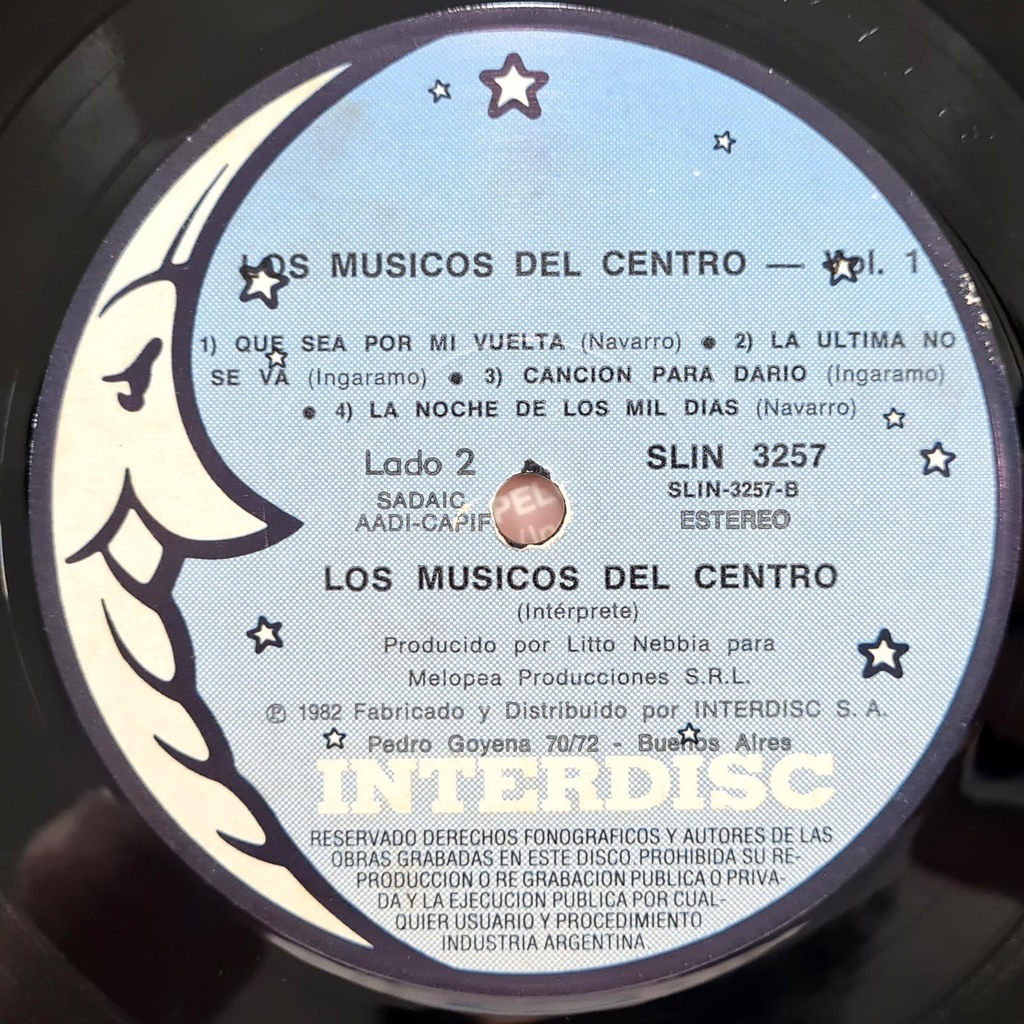 LOS MUSICOS DEL CENTRO — Vol. 1
1) QUE SEA POR MI VUELTA (Navarro) ● 2) LA ULTIMA NO
SE VA (Ingaramo) ● 3) CANCION PARA DARIO (Ingaramo)
● 4) LA NOCHE DE LOS MIL DIAS (Navarro)
Lado 2
SADAIC
AADI-CAPIF
SLIN 3257
SLIN-3257-B
ESTEREO
LOS MUSICOS DEL CENTRO
(Intérprete)
Producido por Litto Nebbia para
Melopea Producciones S.R.L.
℗ 1982 Fabricado y Distribuido por INTERDISC S. A.
Pedro Goyena 70/72 - Buenos Aires
INTERDISC
RESERVADO DERECHOS FONOGRAFICOS Y AUTORES DE LAS
OBRAS GRABADAS EN ESTE DISCO. PROHIBIDA SU RE-
PRODUCCION O RE GRABACION PUBLICA O PRIVA-
DA Y LA EJECUCION PUBLICA POR CUAL-
QUIER USUARIO Y PROCEDIMIENTO
INDUSTRIA ARGENTINA.